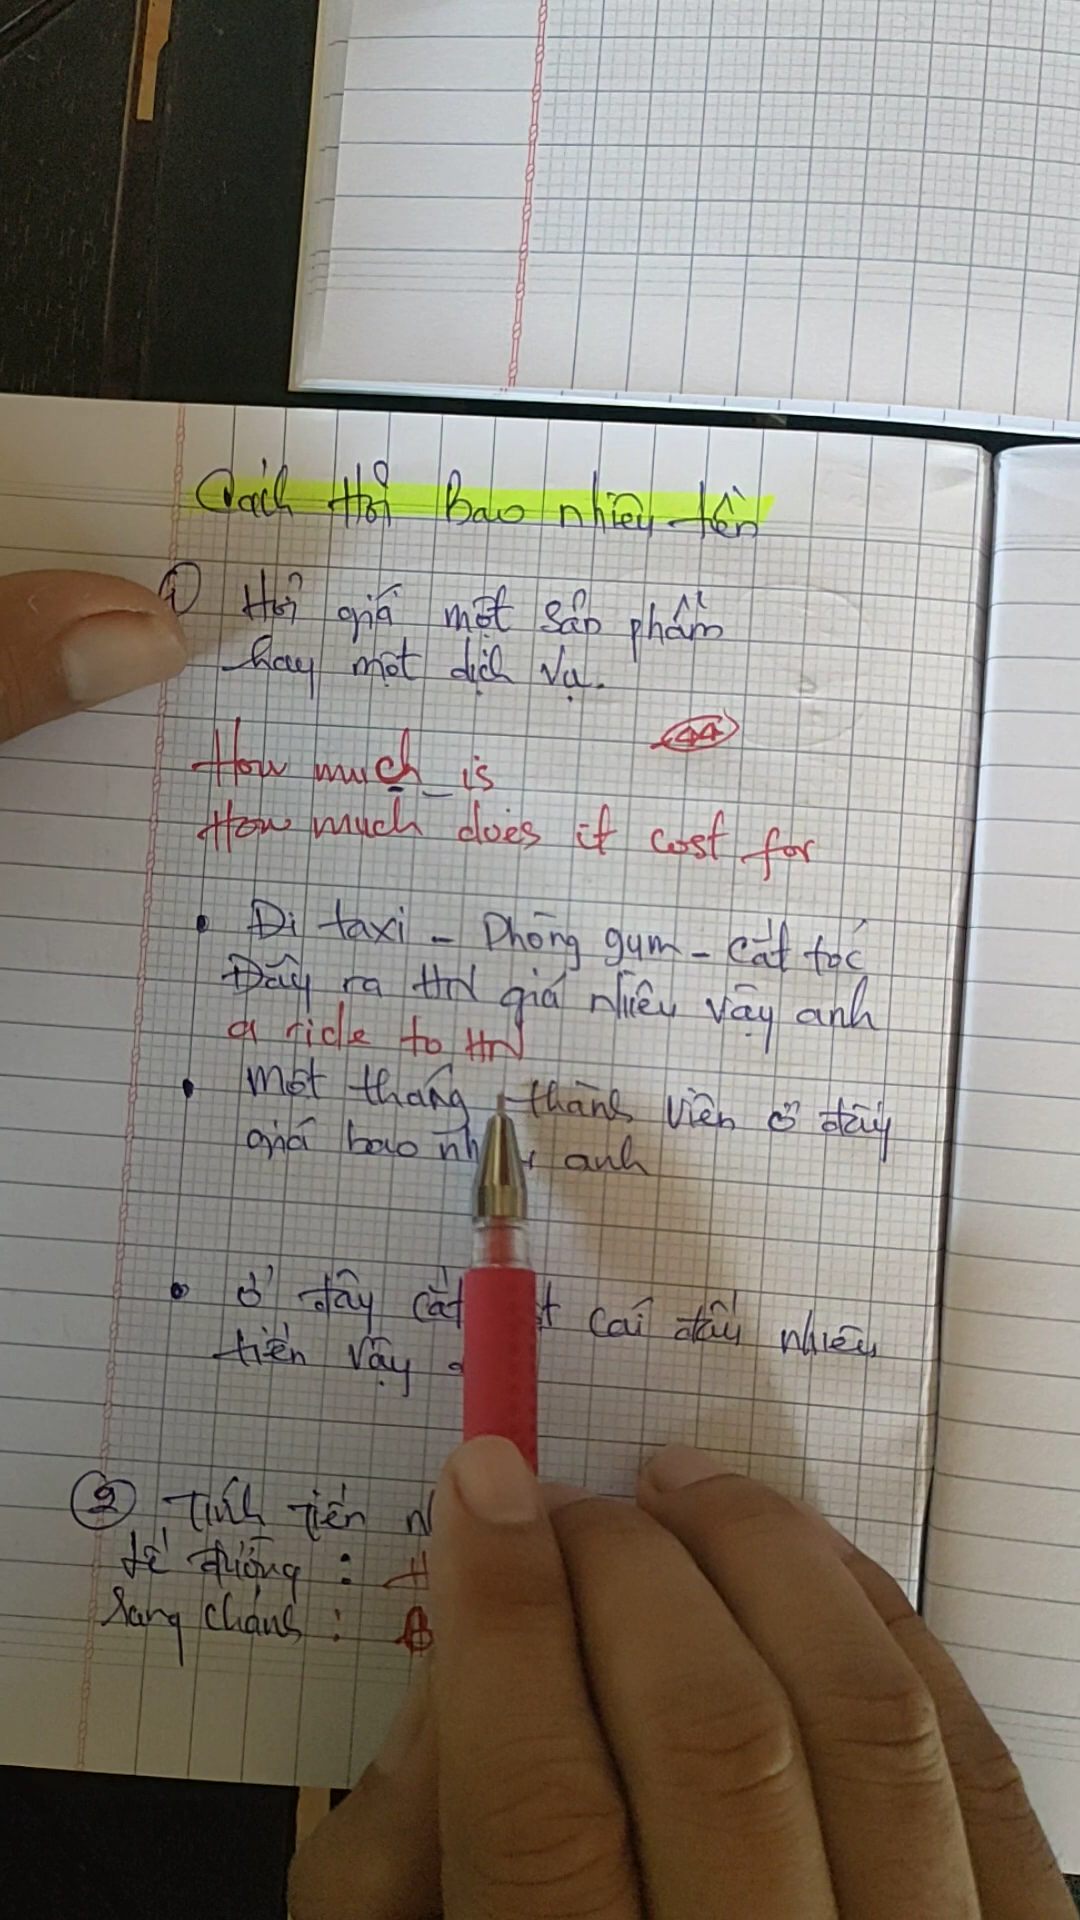 Cách Hỏi Bao nhiêu tiền
① Hỏi giá một sản phẩm
hay một dịch vụ.
44
How much is
How much does it cost for
• Đi taxi - Phòng gym - Cắt tóc
Đây ra HN giá nhiêu vậy anh
a ride to HN
• Một tháng thành viên ở đây
giá bao anh
• Ở đây cắt cái đầu nhiêu
tiền vậy
② Tính tiền
tế đường :
sang chảnh :